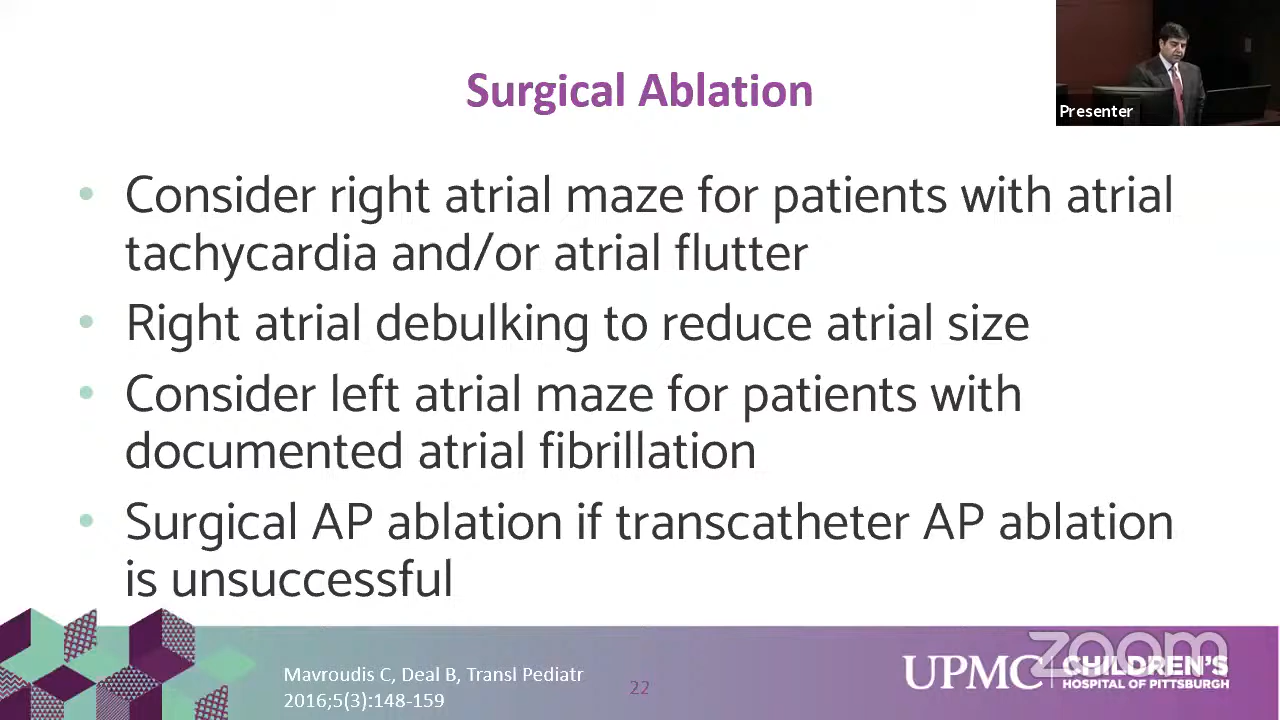 Surgical Ablation
Presenter
• Consider right atrial maze for patients with atrial
tachycardia and/or atrial flutter
• Right atrial debulking to reduce atrial size
• Consider left atrial maze for patients with
documented atrial fibrillation
• Surgical AP ablation if transcatheter AP ablation
is unsuccessful
Mavroudis C, Deal B, Transl Pediatr
2016;5(3):148-159
22
zoom
UPMC CHILDREN'S
HOSPITAL OF PITTSBURGH